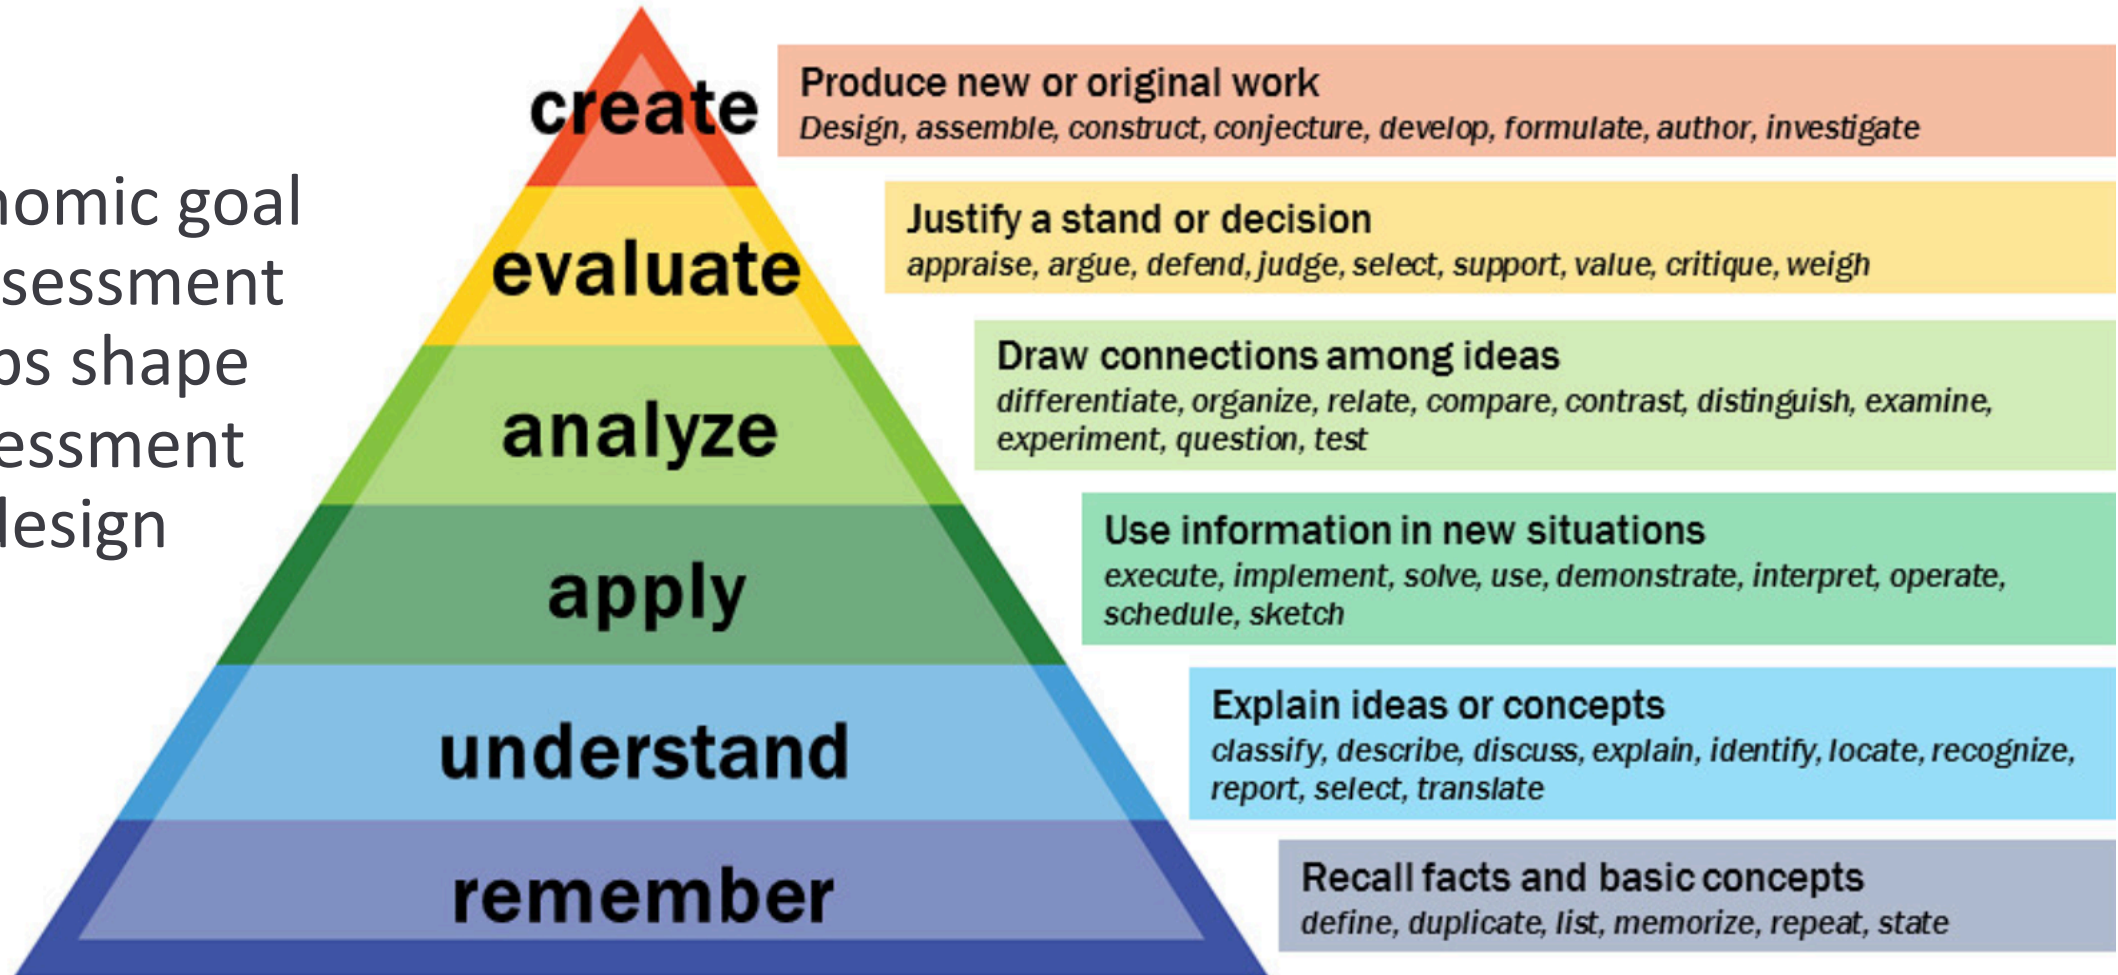 nomic goal
sessment
ps shape
essment
design
create
Produce new or original work
Design, assemble, construct, conjecture, develop, formulate, author, investigate
evaluate
Justify a stand or decision
appraise, argue, defend, judge, select, support, value, critique, weigh
analyze
Draw connections among ideas
differentiate, organize, relate, compare, contrast, distinguish, examine,
experiment, question, test
apply
Use information in new situations
execute, implement, solve, use, demonstrate, interpret, operate,
schedule, sketch
understand
Explain ideas or concepts
classify, describe, discuss, explain, identify, locate, recognize,
report, select, translate
remember
Recall facts and basic concepts
define, duplicate, list, memorize, repeat, state